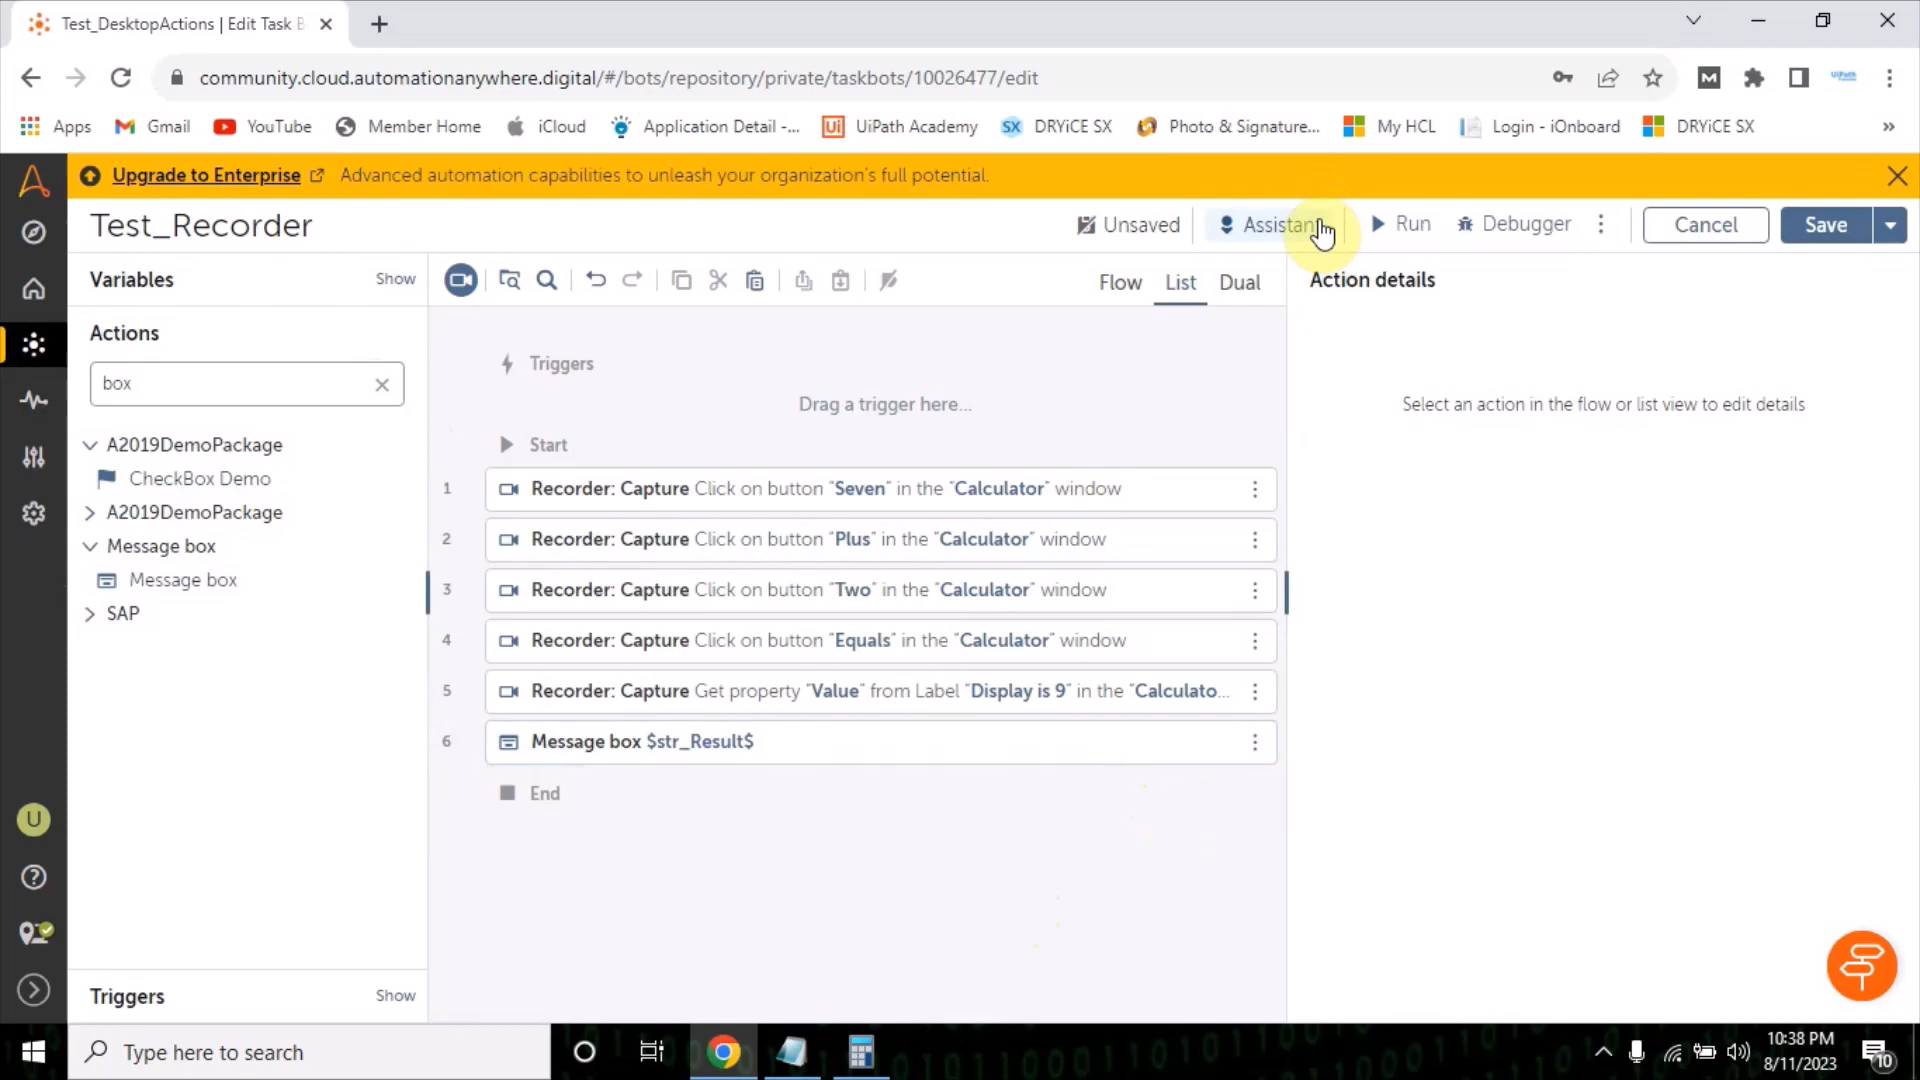 Test_DesktopActions | Edit Task B
community.cloud.automationanywhere.digital/#/bots/repository/private/taskbots/10026477/edit
Apps Gmail YouTube Member Home iCloud Application Detail -... UiPath Academy SX DRYiCE SX Photo & Signature... My HCL Login - iOnboard DRYiCE SX »
Upgrade to Enterprise Advanced automation capabilities to unleash your organization's full potential.
Test_Recorder Unsaved Assistan Run Debugger Cancel Save
Variables Show Flow List Dual Action details
Actions
box
Select an action in the flow or list view to edit details
Triggers
Drag a trigger here...
Start
A2019DemoPackage
CheckBox Demo
A2019DemoPackage
Message box
Message box
SAP
1 Recorder: Capture Click on button "Seven" in the "Calculator" window
2 Recorder: Capture Click on button "Plus" in the "Calculator" window
3 Recorder: Capture Click on button "Two" in the "Calculator" window
4 Recorder: Capture Click on button "Equals" in the "Calculator" window
5 Recorder: Capture Get property "Value" from Label "Display is 9" in the "Calculato...
6 Message box $str_Result$
End
U
Triggers Show
Type here to search
10:38 PM
8/11/2023
10